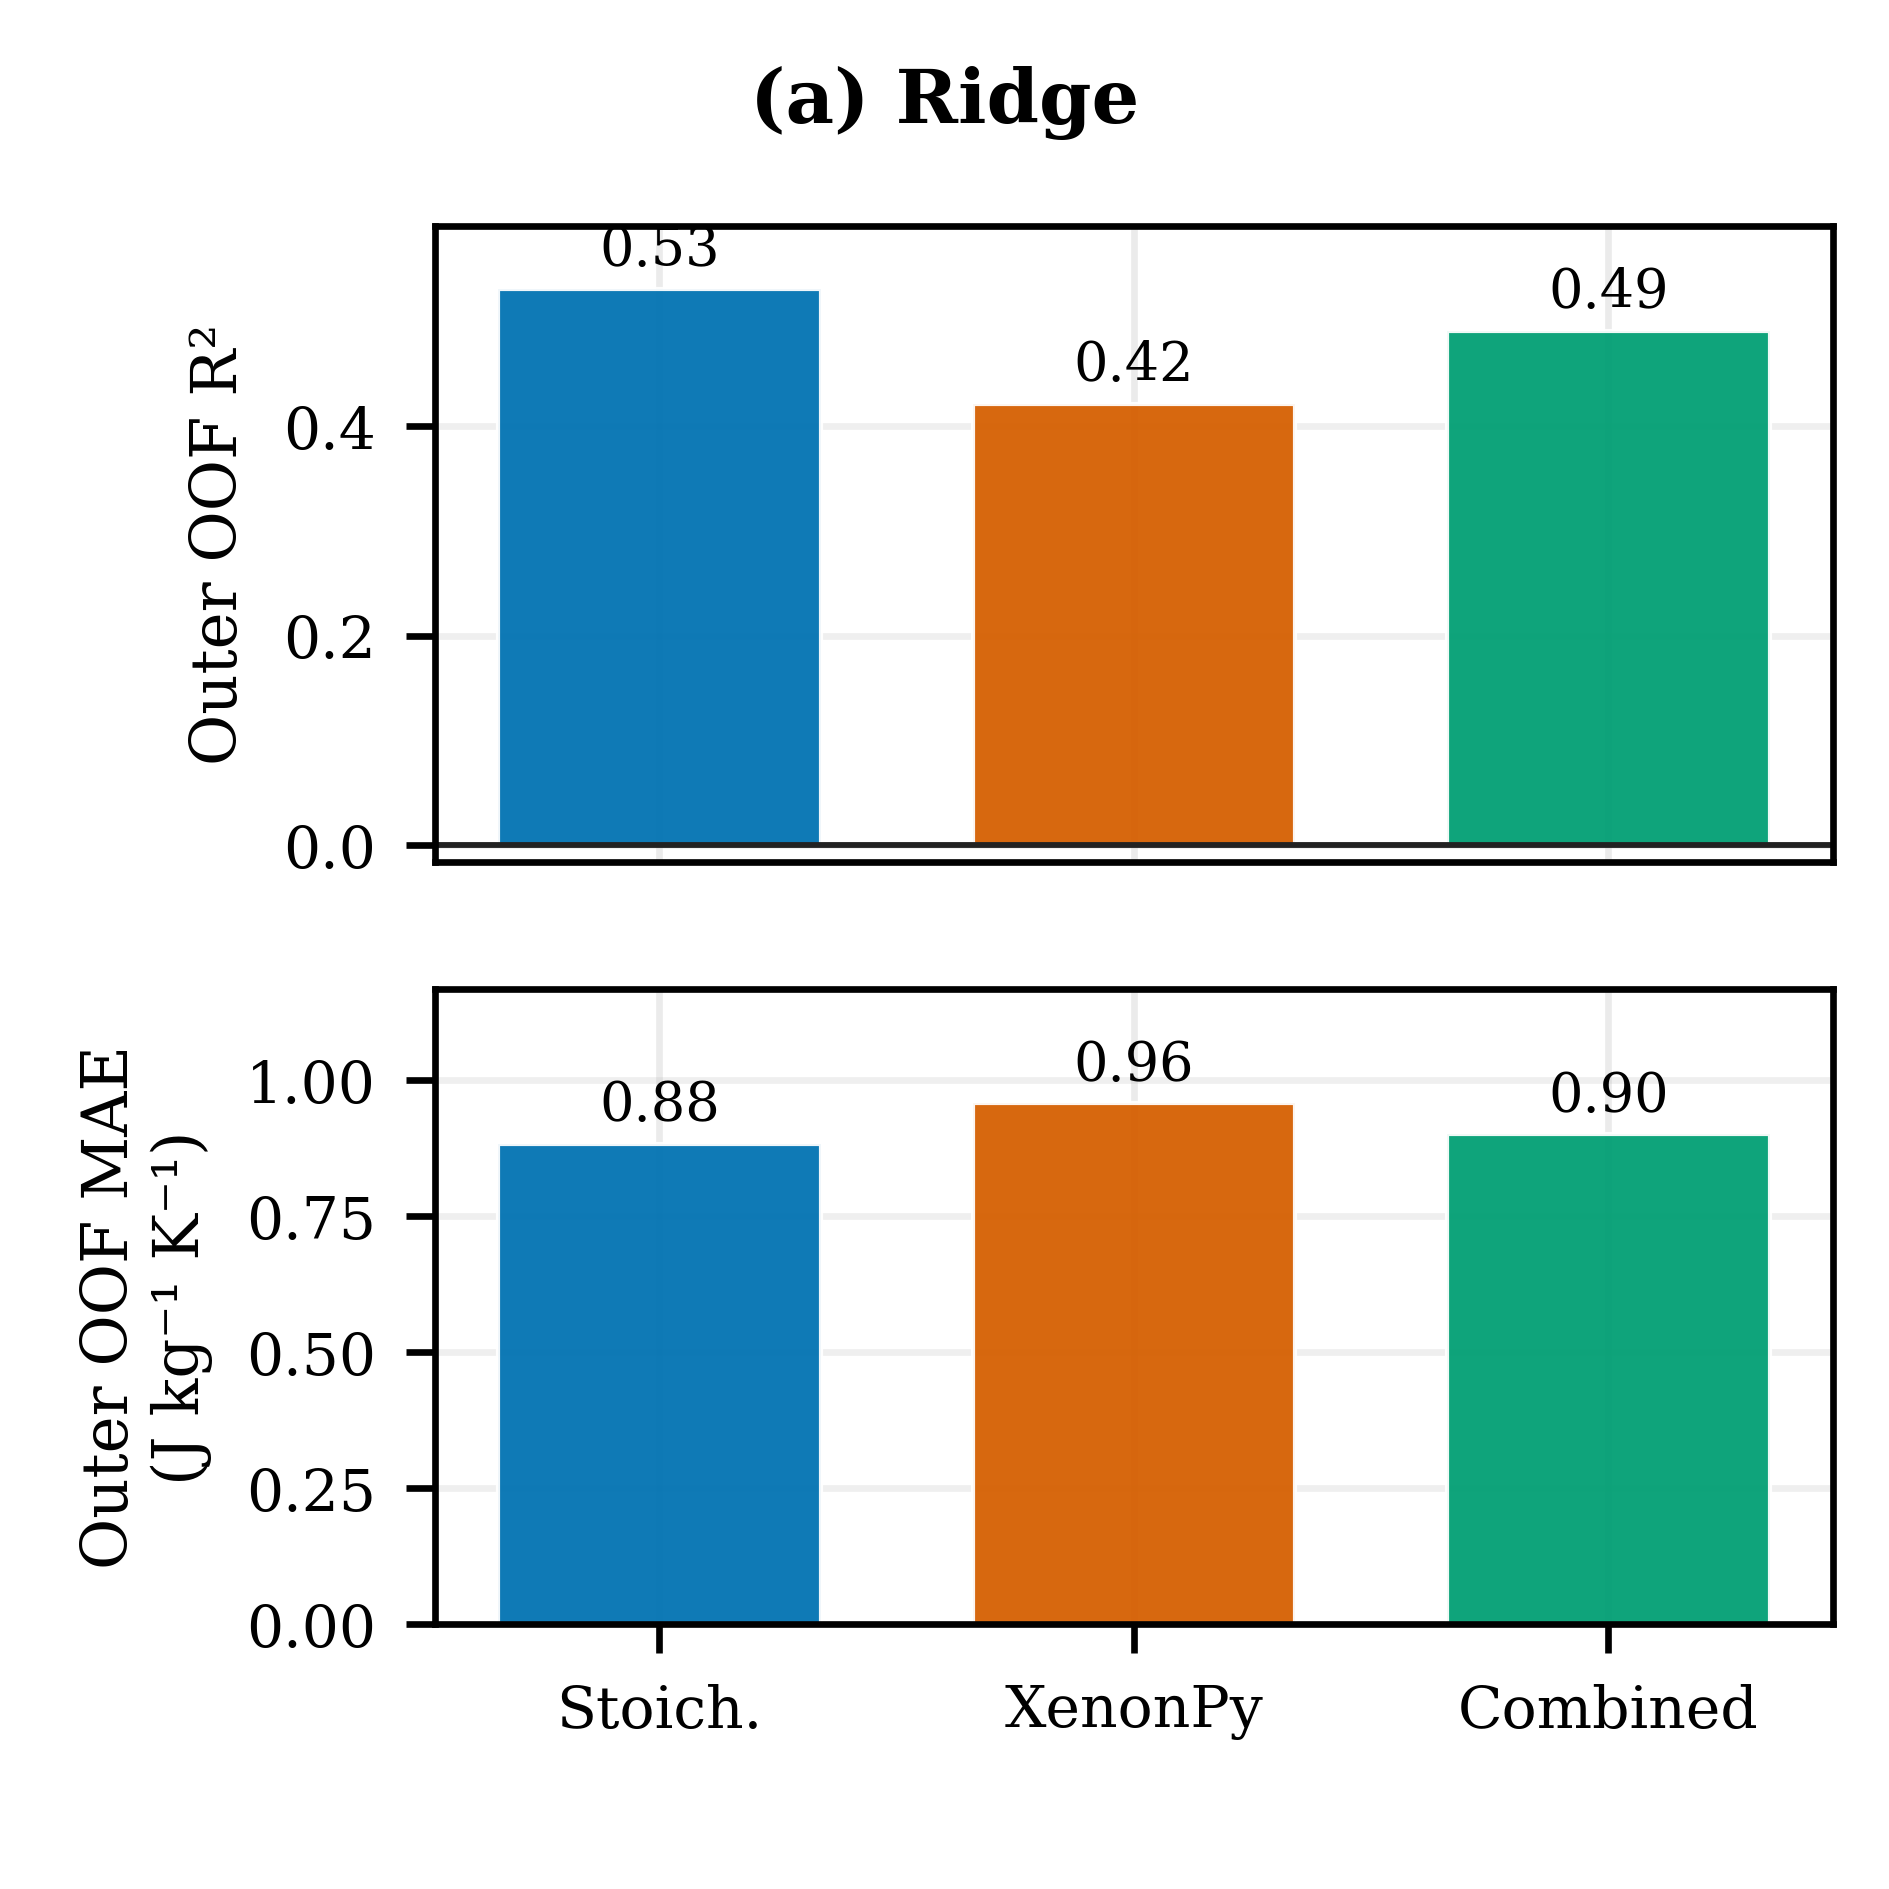 (a) Ridge
Outer OOF R²
0.53
0.42
0.49
0.4
0.2
0.0
Outer OOF MAE
(J kg⁻¹ K⁻¹)
0.88
0.96
0.90
1.00
0.75
0.50
0.25
0.00
Stoich.
XenonPy
Combined